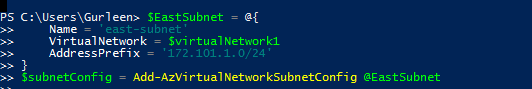 PS C:\Users\Gurleen> $EastSubnet = @{
>>     Name = 'east-subnet'
>>     VirtualNetwork = $virtualNetwork1
>>     AddressPrefix = '172.101.1.0/24'
>> }
>> $subnetConfig = Add-AzVirtualNetworkSubnetConfig @EastSubnet
>>